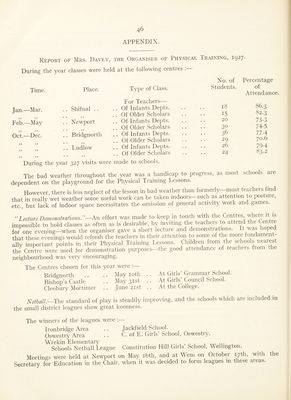 46
APPENDIX.
REPORT OF MRS. DAVEY, THE ORGANISER OF PHYSICAL TRAINING, 1927.
During the year classes were held at the following centres :—
Time. Place. Type of Class. No. of Students. Percentage of Attendance.
For Teachers—
Jan.—Mar. .. Shifnal .. .. Of Infants Depts. .. .. 18 86.3
,, ,, .. ,, .. Of Older Scholars .. .. 15 82.3
Feb.—May .. Newport .. Of Infants Depts. .. .. 20 73.5
,, ,, .. ,, .. Of Older Scholars .. .. 30 74.5
Oct.—Dec. .. Bridgnorth .. Of Infants Depts. .. .. 36 77.4
,, ,, .. ,, .. Of Older Scholars .. .. 29 70.6
,, ,, .. Ludlow .. Of Infants Depts. .. .. 26 79.4
,, ,, .. ,, .. Of Older Scholars .. .. 24 83.2
During the year 327 visits were made to schools.
The bad weather throughout the year was a handicap to progress, as most schools are
dependent on the playground for the Physical Training Lessons.
However, there is less neglect of the lesson in bad weather than formerly—most teachers find
that in really wet weather some useful work can be taken indoors—such as attention to posture,
etc., but lack of indoor space necessitates the omission of general activity work and games.
"Lecture Demonstrations."—An effort was made to keep in touch with the Centres, where it is
impossible to hold classes as often as is desirable, by inviting the teachers to attend the Centre
for one evening—when the organiser gave a short lecture and demonstrations. It was hoped
that these evenings would refresh the teachers in their attention to some of the more fundament-
ally important points in their Physical Training Lessons. Children from the schools nearest
the Centre were used for demonstration purposes—the good attendance of teachers from the
neighbourhood was very encouraging.
The Centres chosen for this year were :—
Bridgnorth .. .. May 10th .. At Girls' Grammar School.
Bishop's Castle .. May 31st .. At Girls' Council School.
Cleobury Mortimer .. June 21st .. At the College.
Netball.—The standard of play is steadily improving, and the schools which are included in
the small district leagues show great keenness.
The winners of the leagues were :—
Ironbridge Area .. Jackfield School.
Oswestry Area .. C. of E. Girls' School, Oswestry.
Wrekin Elementary
Schools Netball League Constitution Hill Girls' School, Wellington.
Meetings were held at Newport on May 16th, and at Wem on October 17th, with the
Secretary for Education in the Chair, when it was decided to form leagues in these areas.